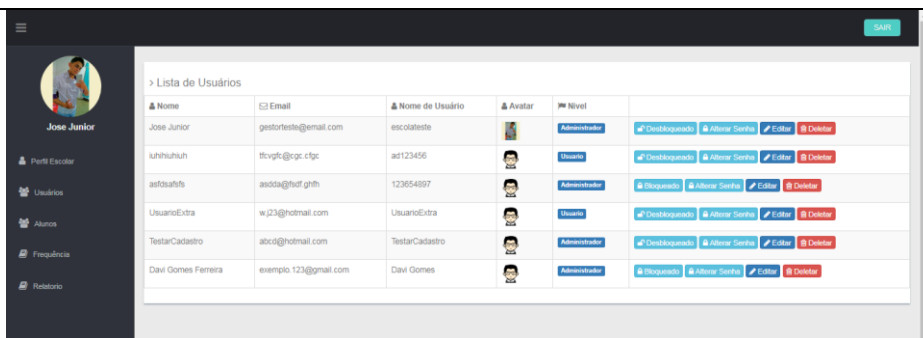 SAIR
Jose Junior
Perfil Escolar
Usuários
Alunos
Frequência
Relatorio
> Lista de Usuários
Nome Email Nome de Usuário Avatar Nivel
Jose Junior gestorteste@email.com escolateste Administrador Desbloqueado Alterar Senha Editar Deletar
iuhihiuhiuh tfcvgfc@cgc.cfgc ad123456 Usuario Desbloqueado Alterar Senha Editar Deletar
asfdsafsfs asdda@fsdf.ghfh 123654897 Administrador Bloqueado Alterar Senha Editar Deletar
UsuarioExtra w.j23@hotmail.com UsuarioExtra Usuario Desbloqueado Alterar Senha Editar Deletar
TestarCadastro abcd@hotmail.com TestarCadastro Administrador Desbloqueado Alterar Senha Editar Deletar
Davi Gomes Ferreira exemplo.123@gmail.com Davi Gomes Administrador Bloqueado Alterar Senha Editar Deletar